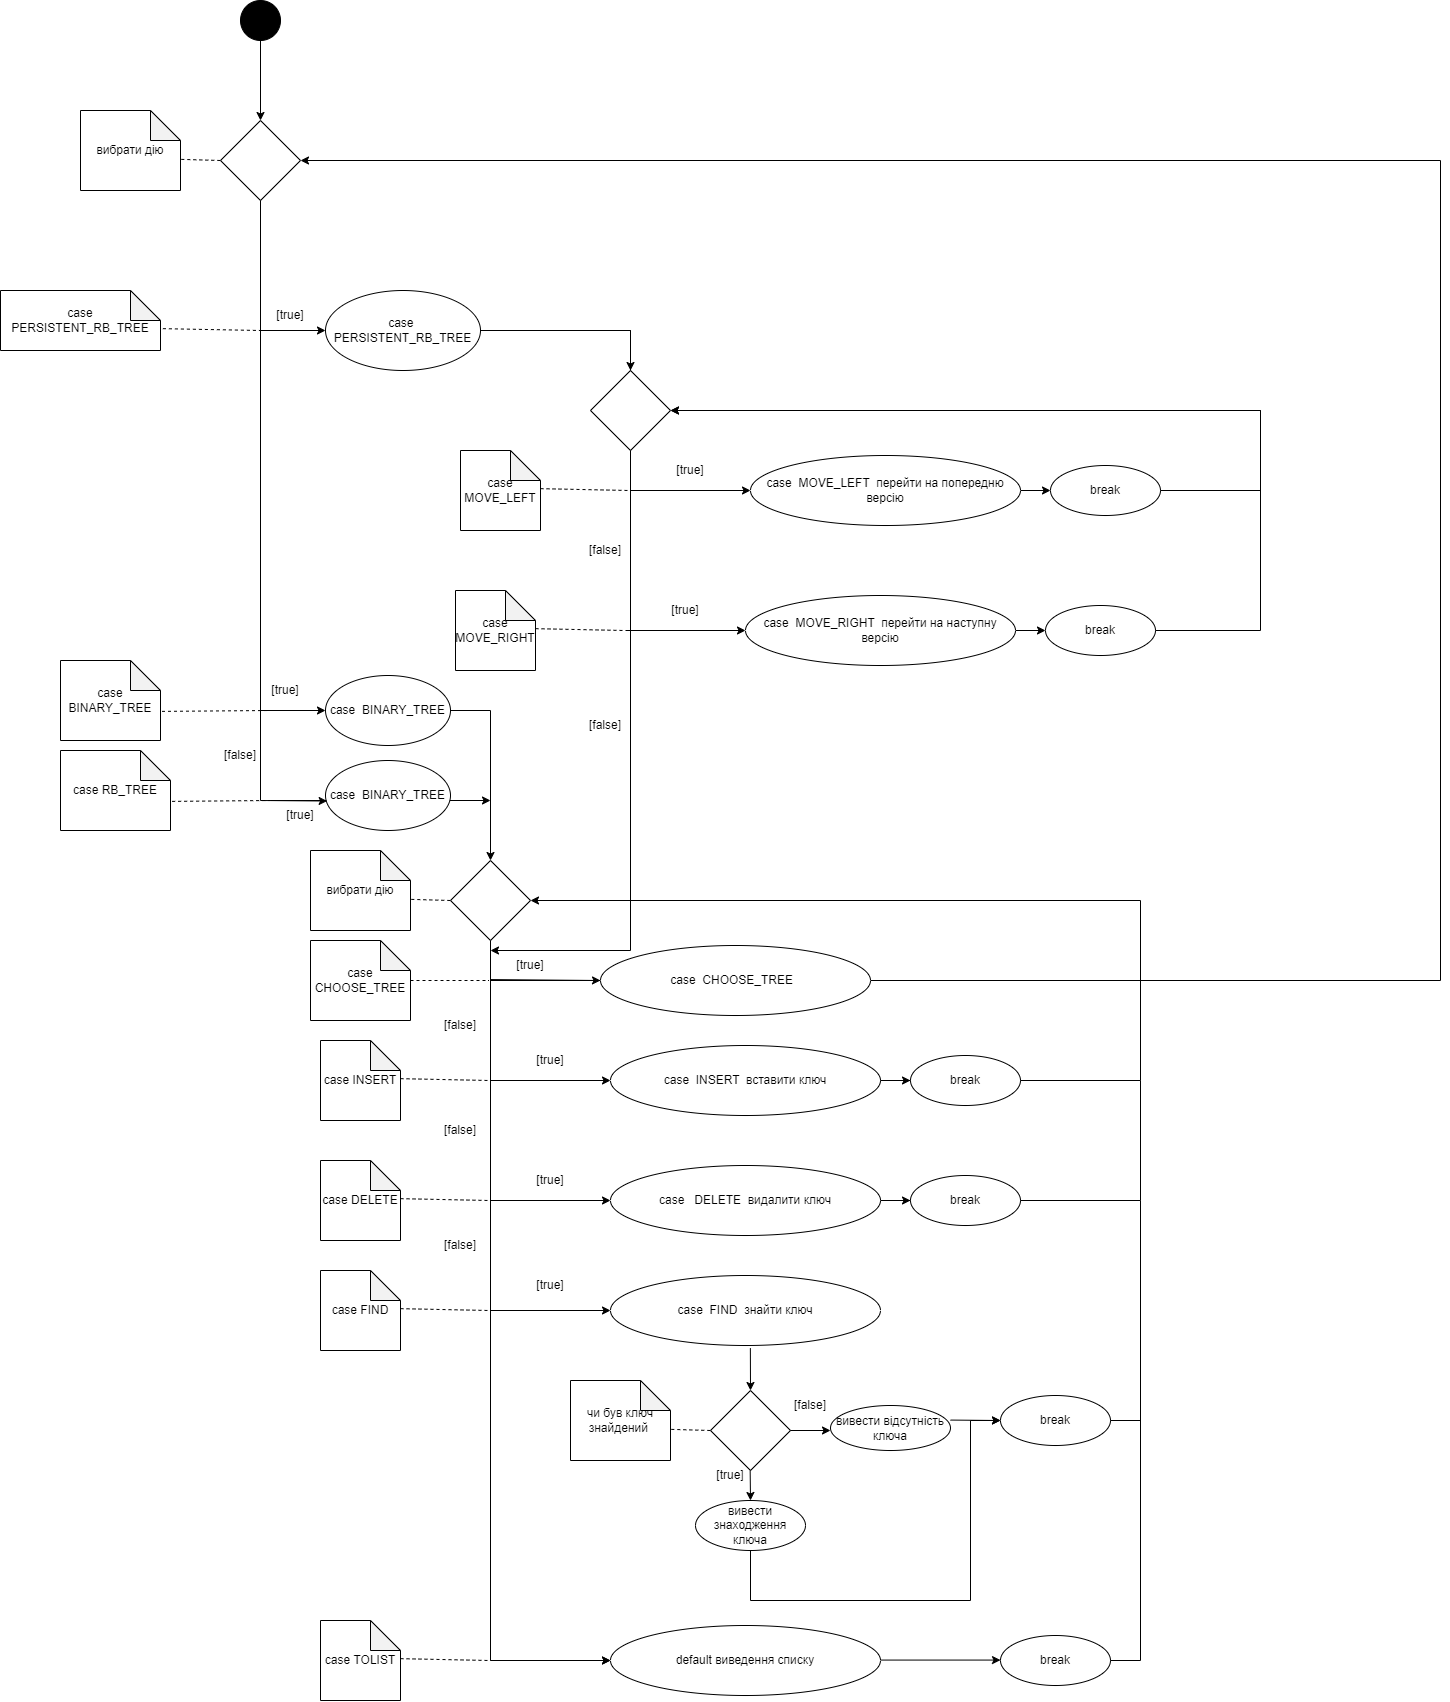 вибрати дію
case
PERSISTENT_RB_TREE
[true]
case
PERSISTENT_RB_TREE
case
MOVE_LEFT
[true]
case  MOVE_LEFT  перейти на попередню
версію
break
[false]
case
MOVE_RIGHT
[true]
case  MOVE_RIGHT  перейти на наступну
версію
break
case
BINARY_TREE
[true]
case  BINARY_TREE
[false]
[false]
case RB_TREE
case  BINARY_TREE
[true]
вибрати дію
case
CHOOSE_TREE
[true]
case  CHOOSE_TREE
[false]
case INSERT
[true]
case  INSERT  вставити ключ
break
[false]
case DELETE
[true]
case   DELETE  видалити ключ
break
[false]
case FIND
[true]
case  FIND  знайти ключ
чи був ключ
знайдений
[false]
вивести відсутність
ключа
break
[true]
вивести
знаходження
ключа
case TOLIST
default виведення списку
break